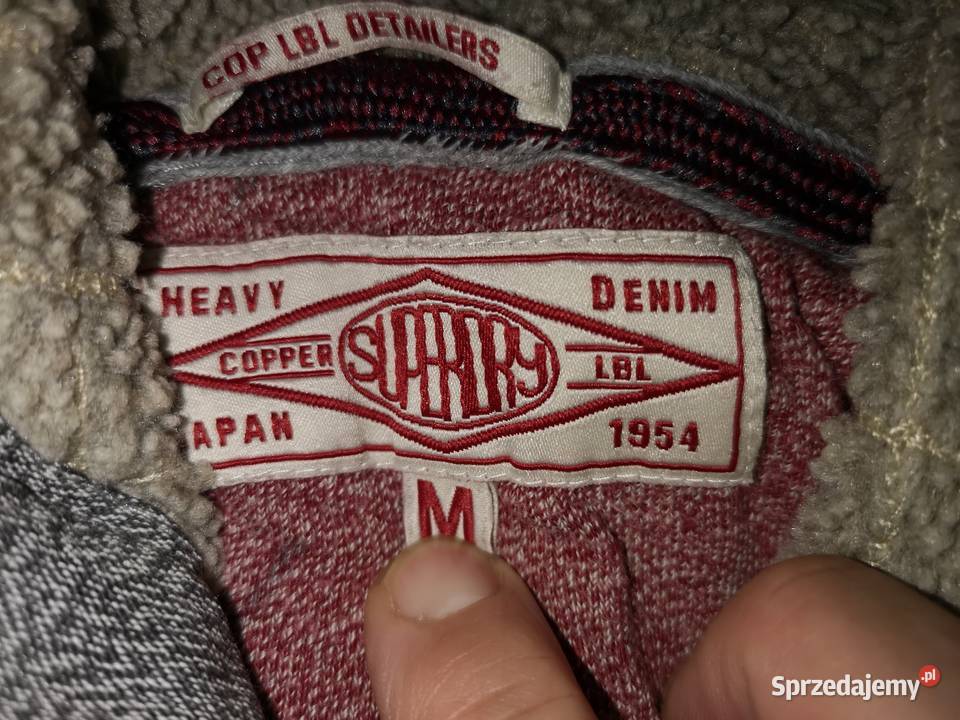 COP LBL DETAILERS
HEAVY DENIM
COPPER SUPERDRY LBL
APAN 1954
M
Sprzedajemy.pl